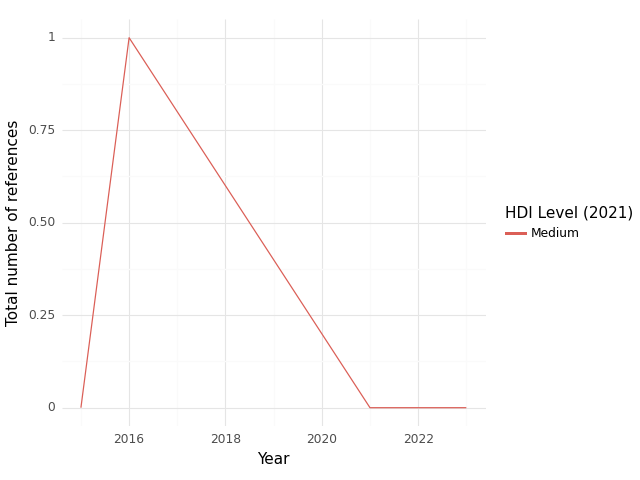 1
0.75
0.50
0.25
0
Total number of references
2016 2018 2020 2022
Year
HDI Level (2021)
Medium